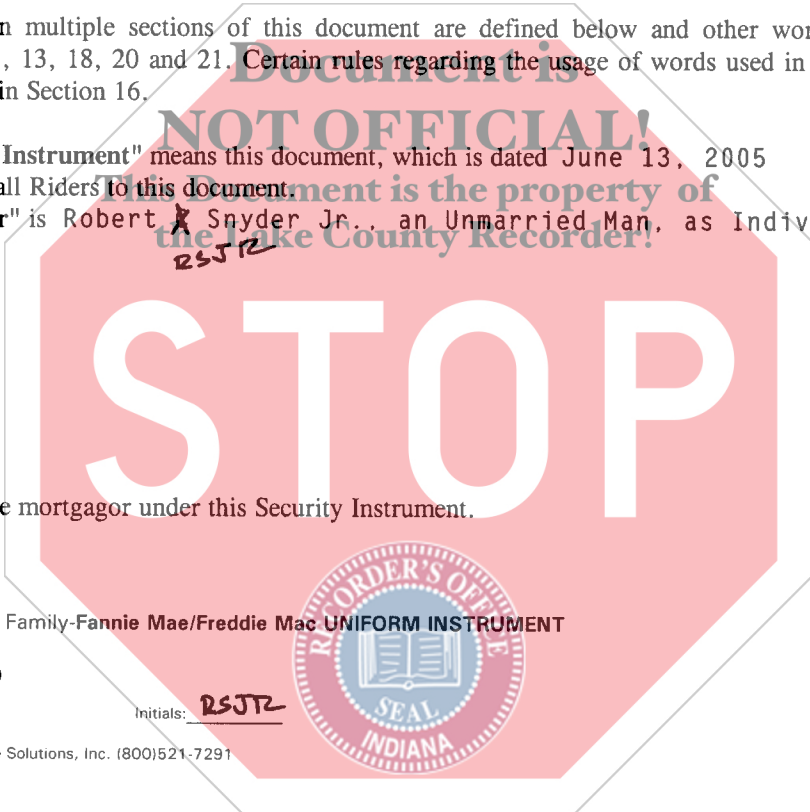 n multiple sections of this document are defined below and other wor
, 13, 18, 20 and 21. Certain rules regarding the usage of words used in
in Section 16.
Document is
NOT OFFICIAL!
This Document is the property of
the Lake County Recorder!
Instrument" means this document, which is dated June 13, 2005
all Riders to this document.
r" is Robert Snyder Jr., an Unmarried Man, as Indiv
RSJR
STOP
e mortgagor under this Security Instrument.
RECORDER'S OFFICE
SEAL
INDIANA
Family-Fannie Mae/Freddie Mac UNIFORM INSTRUMENT
Initials: RSJR
Solutions, Inc. (800)521-7291